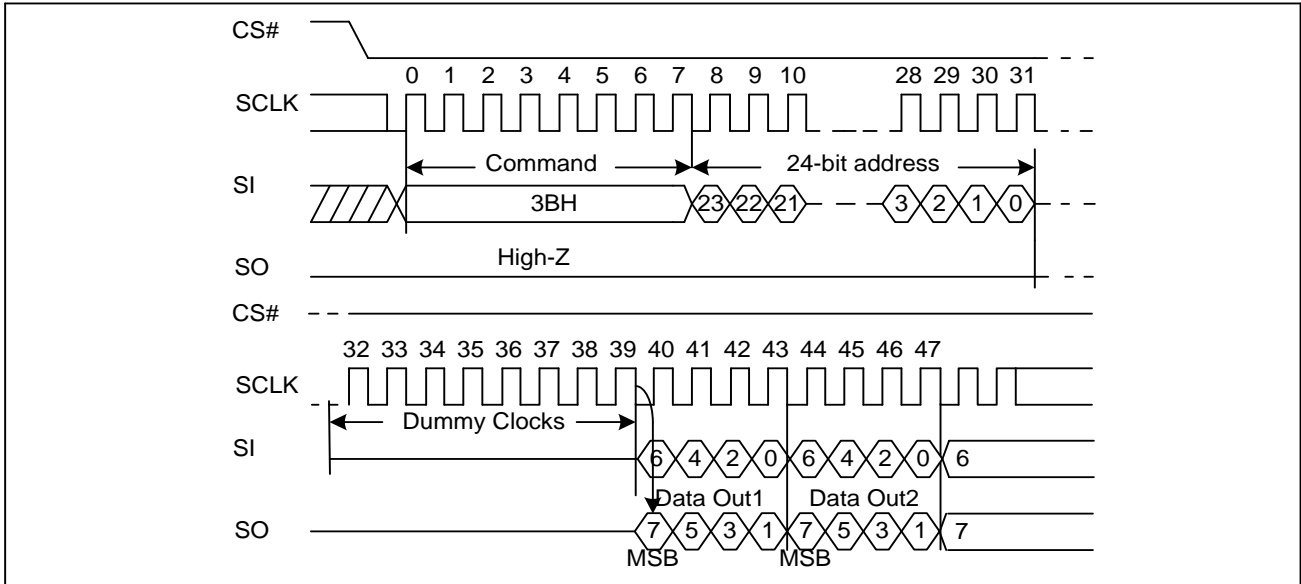 CS#
0 1 2 3 4 5 6 7 8 9 10 28 29 30 31
SCLK
Command 24-bit address
SI
3BH 23 22 21 3 2 1 0
High-Z
SO
CS#
32 33 34 35 36 37 38 39 40 41 42 43 44 45 46 47
SCLK
Dummy Clocks
SI
6 4 2 0 6 4 2 0 6
Data Out1 Data Out2
SO
7 5 3 1 7 5 3 1 7
MSB MSB